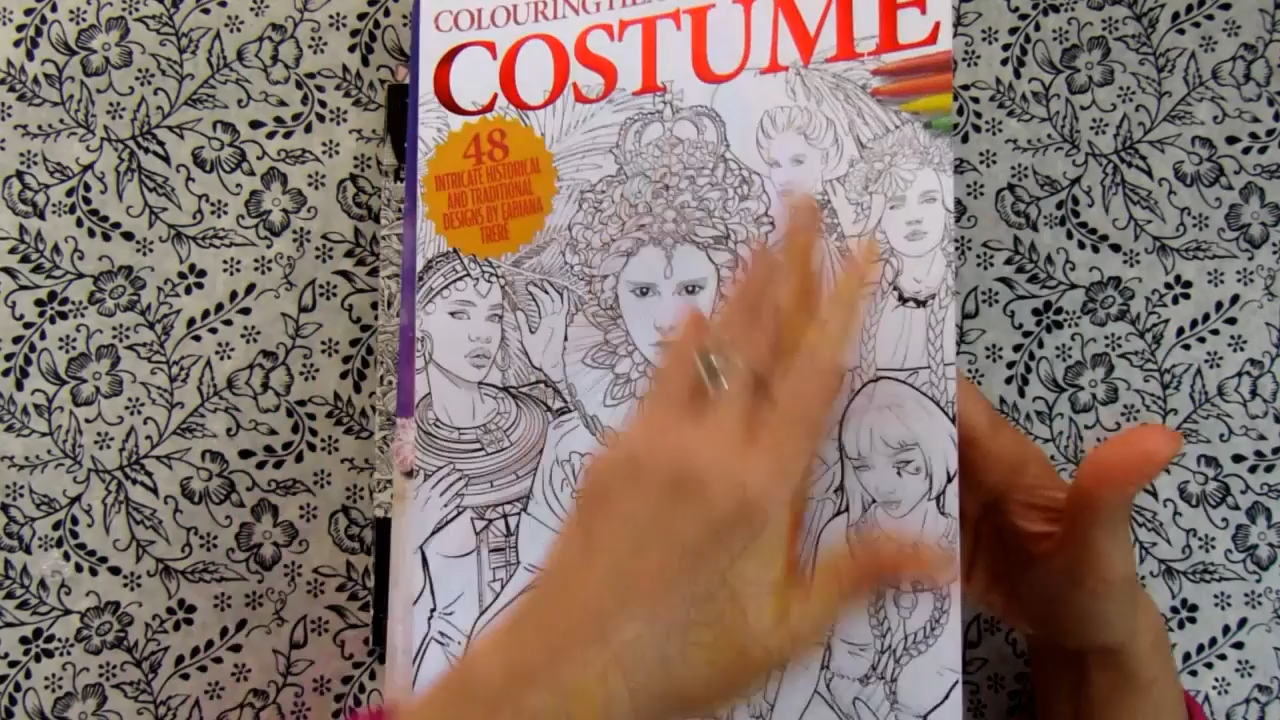 COSTUME
48
INTRICATE HISTORICAL
AND TRADITIONAL
DESIGNS BY FABIANA
TRERE